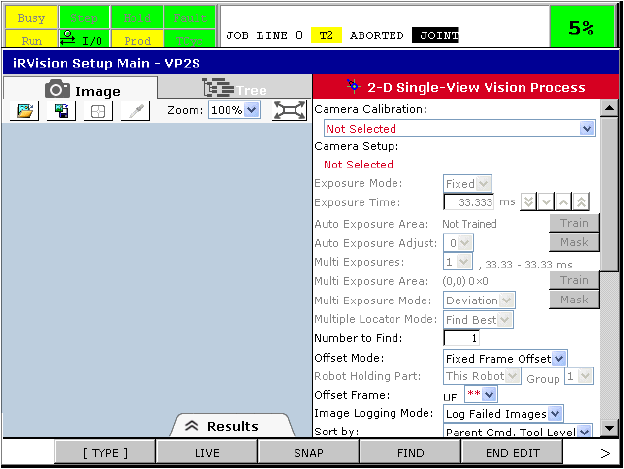 Busy Step Hold Fault
Run I/O Prod
JOB LINE 0 T2 ABORTED JOINT
5%
iRVision Setup Main - VP2S
Image Tree
Zoom: 100%
2-D Single-View Vision Process
Camera Calibration:
Not Selected
Camera Setup:
Not Selected
Exposure Mode: Fixed
Exposure Time: 33.333 ms
Auto Exposure Area: Not Trained Train
Auto Exposure Adjust: 0 Mask
Multi Exposures: 1 , 33.33 - 33.33 ms
Multi Exposure Area: (0,0) 0×0 Train
Multi Exposure Mode: Deviation Mask
Multiple Locator Mode: Find Best
Number to Find: 1
Offset Mode: Fixed Frame Offset
Robot Holding Part: This Robot Group 1
Offset Frame: UF **
Image Logging Mode: Log Failed Images
Sort by: Parent Cmd. Tool Level
Results
[ TYPE ] LIVE SNAP FIND END EDIT >